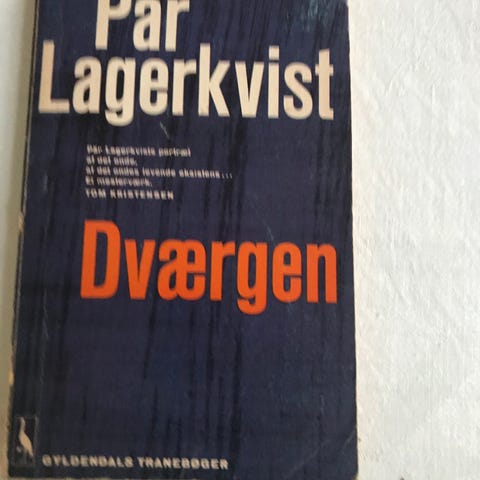 Pär
Lagerkvist
Pär Lagerkvists portræt
af det onde,
af det ondes levende eksistens...
Et mesterværk.
TOM KRISTENSEN
Dværgen
GYLDENDALS TRANEBØGER